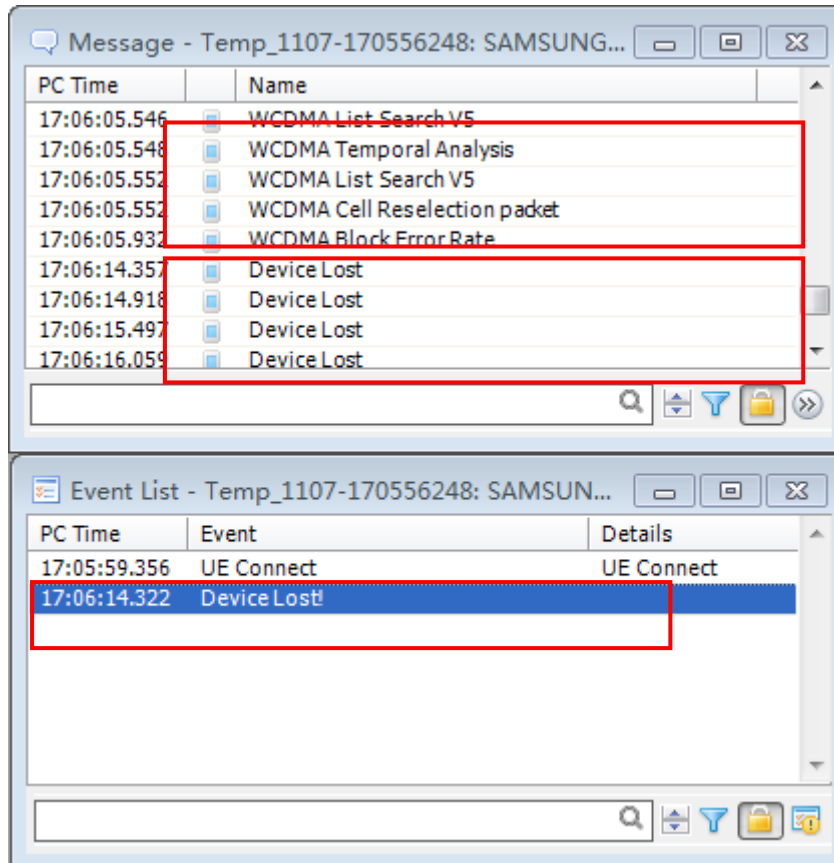 Message - Temp_1107-170556248: SAMSUNG...
PC Time Name
17:06:05.546 WCDMA List Search V5
17:06:05.548 WCDMA Temporal Analysis
17:06:05.552 WCDMA List Search V5
17:06:05.552 WCDMA Cell Reselection packet
17:06:05.932 WCDMA Block Error Rate
17:06:14.357 Device Lost
17:06:14.918 Device Lost
17:06:15.497 Device Lost
17:06:16.059 Device Lost
Event List - Temp_1107-170556248: SAMSUN...
PC Time Event Details
17:05:59.356 UE Connect UE Connect
17:06:14.322 Device Lost!